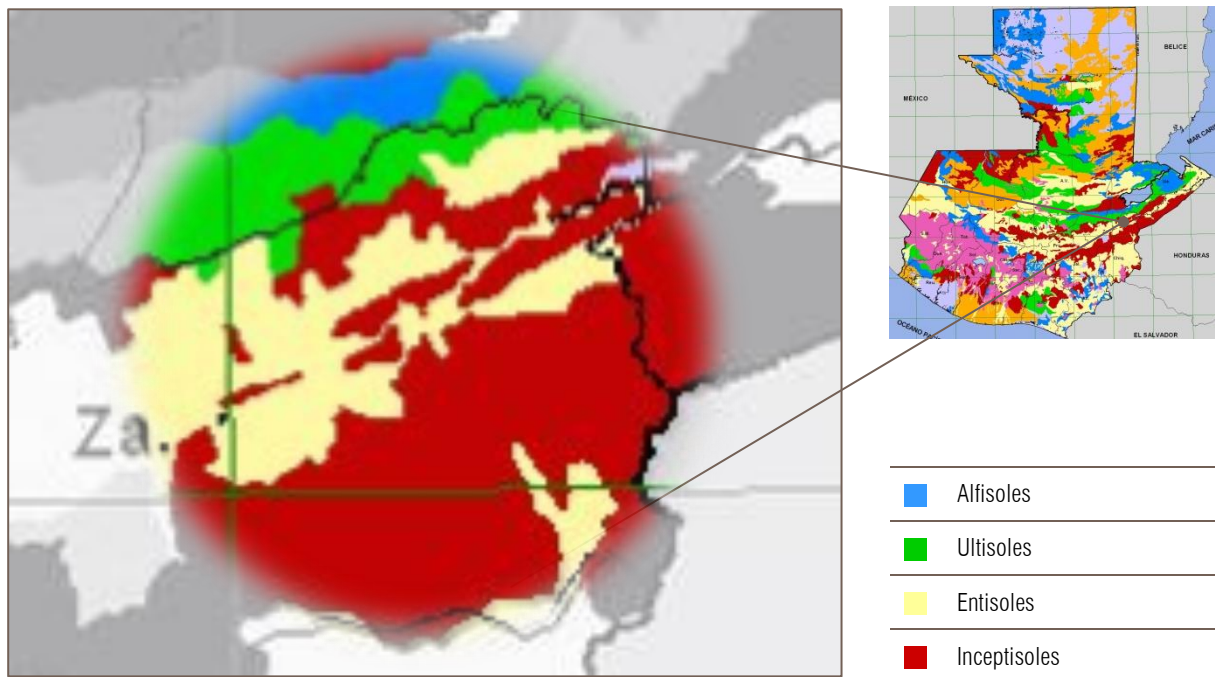 Za.
BELICE
MÉXICO
HONDURAS
EL SALVADOR
Alfisoles
Ultisoles
Entisoles
Inceptisoles